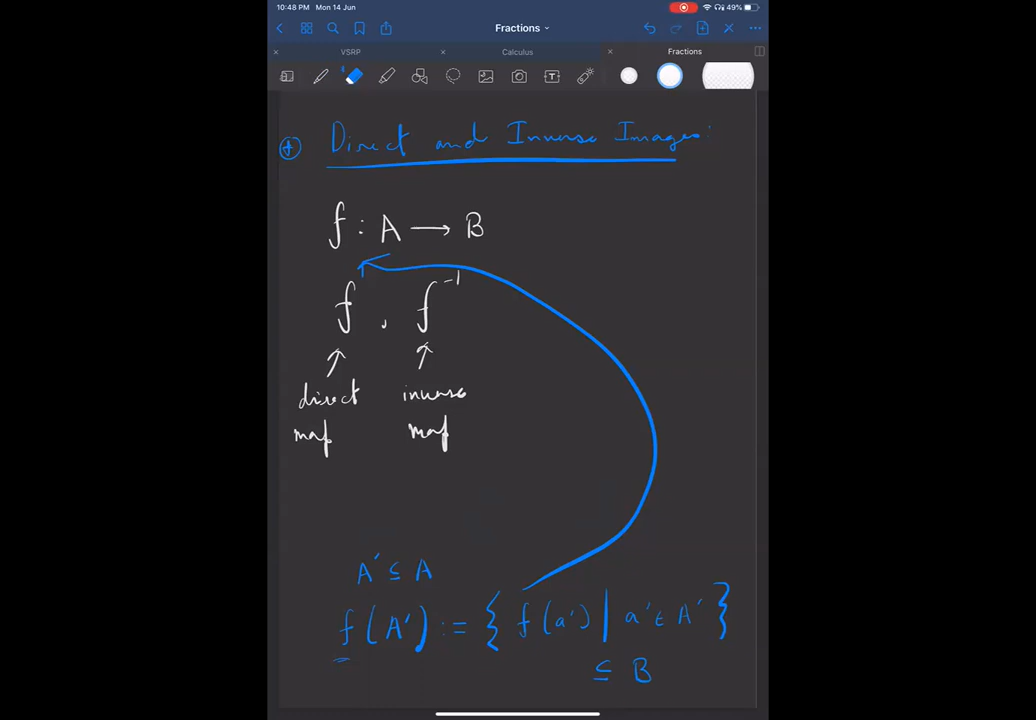 10:48 PM Mon 14 Jun 49%
Fractions
VSRP Calculus Fractions
Direct and Inverse Images:
f : A → B
f , f⁻¹
direct inverse
map map
A' ⊆ A
f(A') := { f(a') | a' ∈ A' }
⊆ B